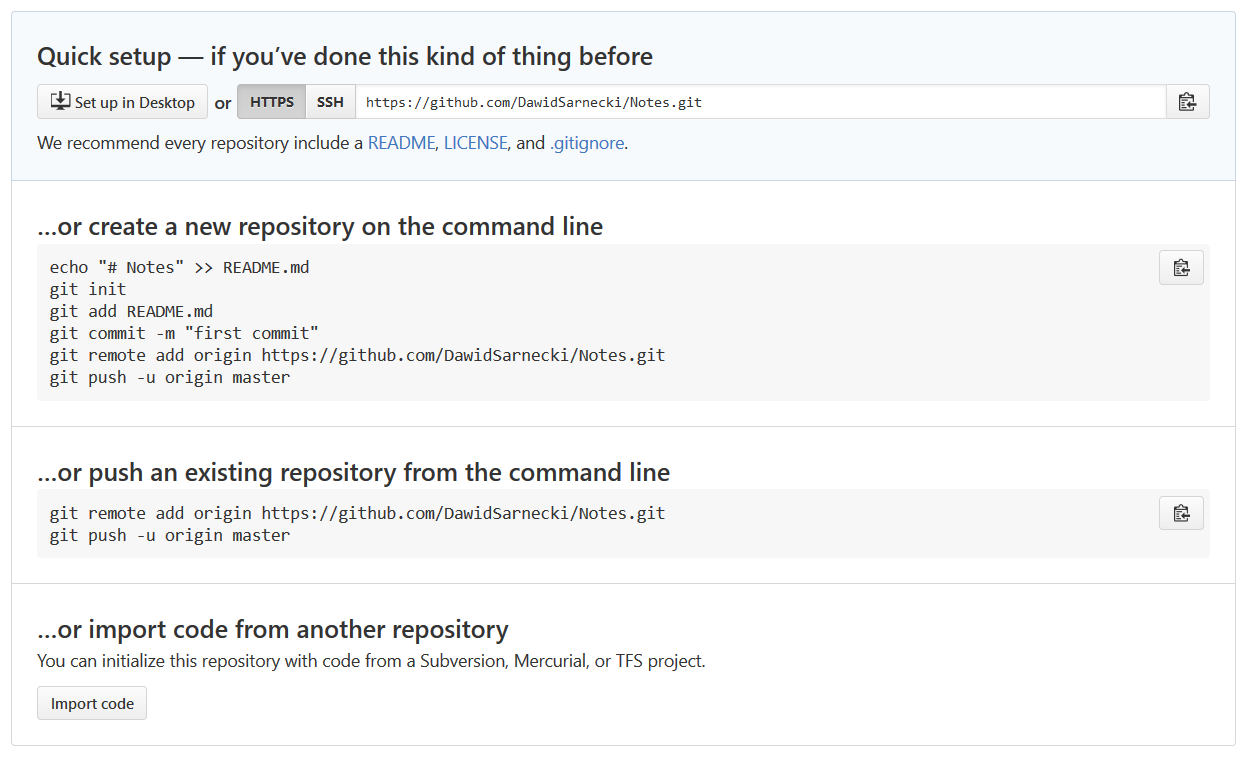 Quick setup — if you’ve done this kind of thing before
Set up in Desktop or HTTPS SSH https://github.com/DawidSarnecki/Notes.git
We recommend every repository include a README, LICENSE, and .gitignore.
…or create a new repository on the command line
echo "# Notes" >> README.md
git init
git add README.md
git commit -m "first commit"
git remote add origin https://github.com/DawidSarnecki/Notes.git
git push -u origin master
…or push an existing repository from the command line
git remote add origin https://github.com/DawidSarnecki/Notes.git
git push -u origin master
…or import code from another repository
You can initialize this repository with code from a Subversion, Mercurial, or TFS project.
Import code